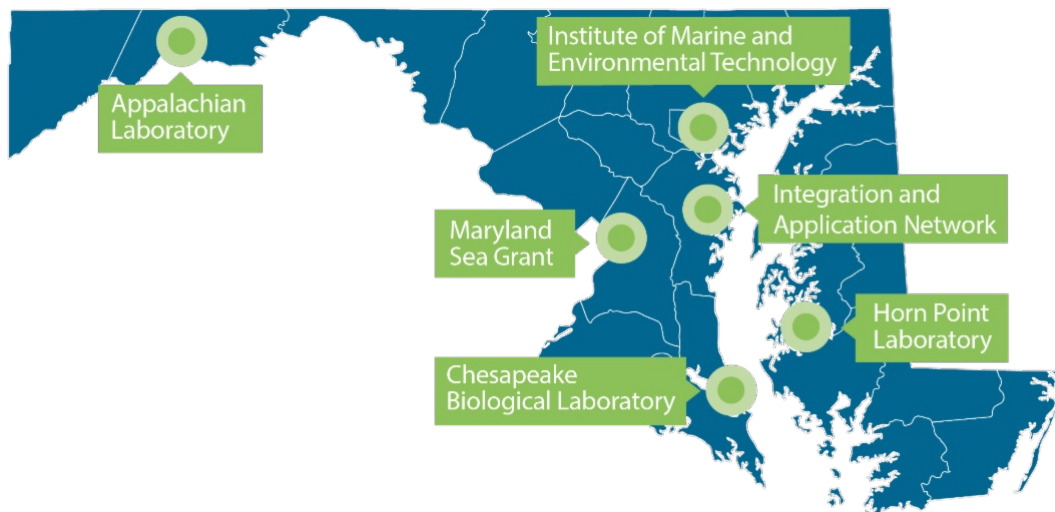 Institute of Marine and
Environmental Technology
Appalachian
Laboratory
Integration and
Application Network
Maryland
Sea Grant
Horn Point
Laboratory
Chesapeake
Biological Laboratory